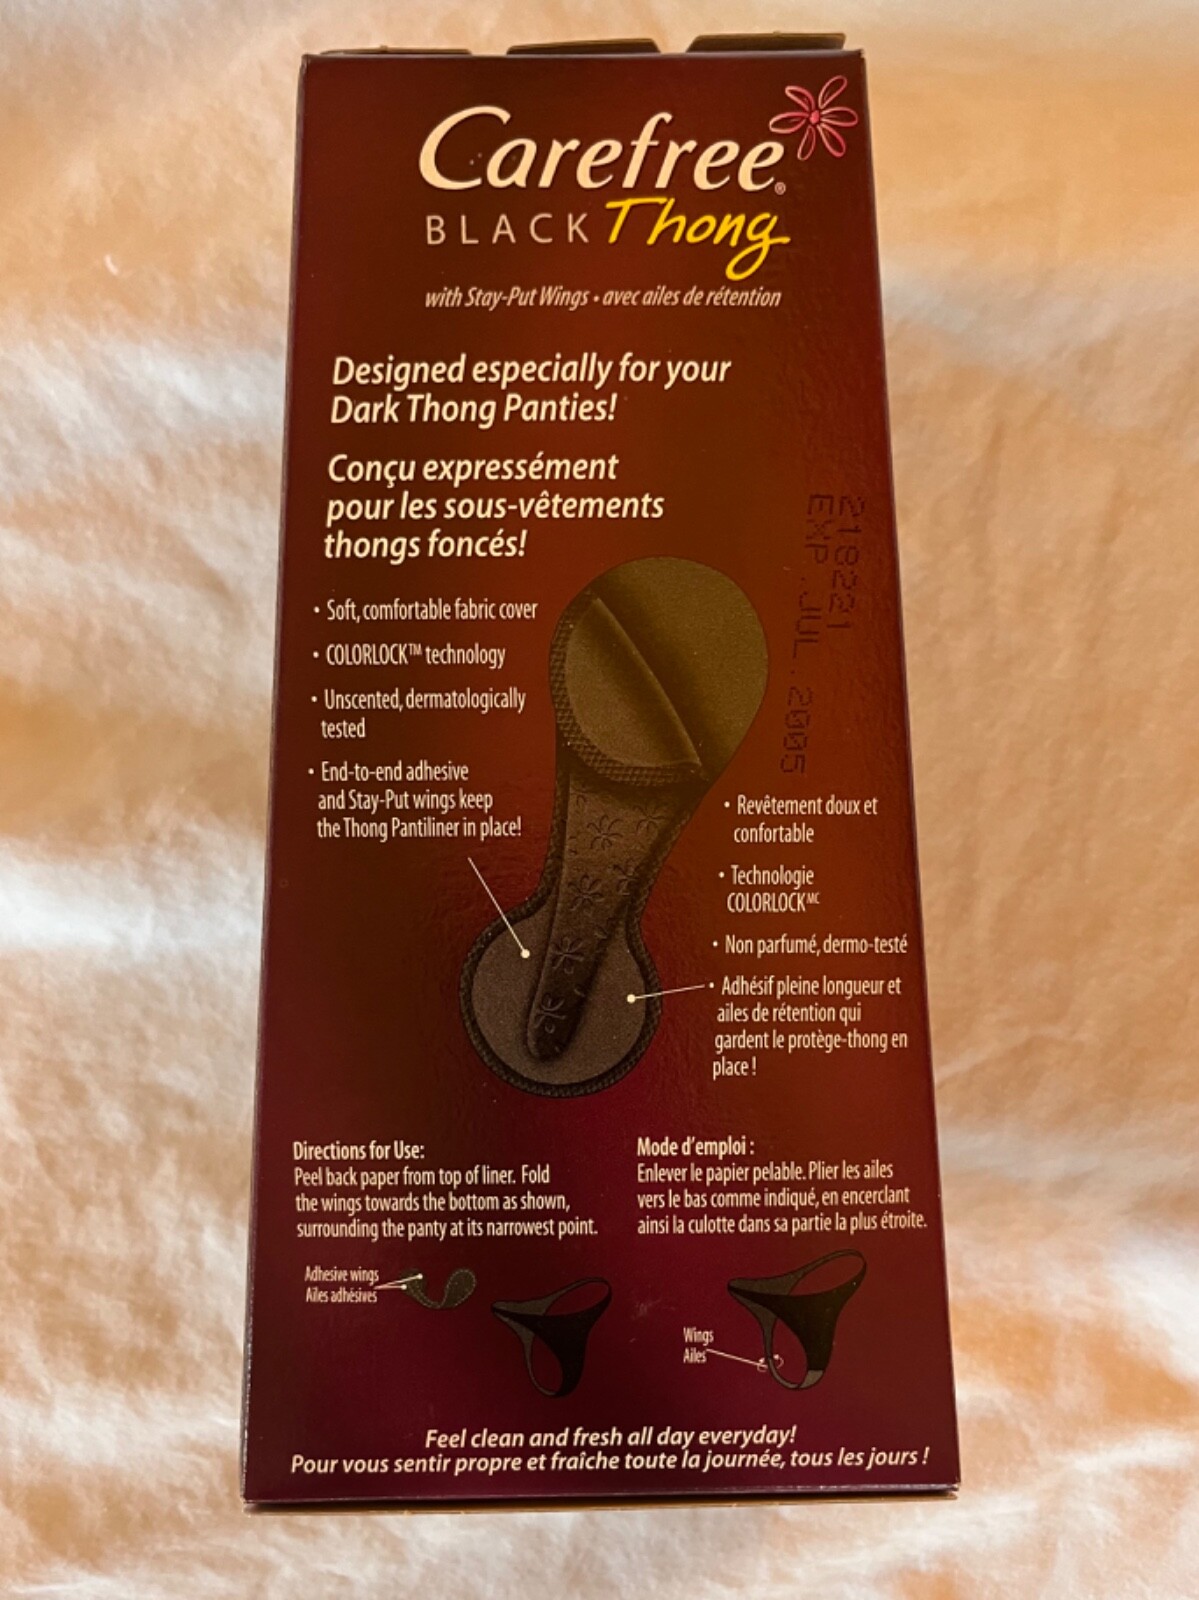 Carefree®
BLACK Thong
with Stay-Put Wings • avec ailes de rétention
Designed especially for your
Dark Thong Panties!
Conçu expressément
pour les sous-vêtements
thongs foncés!
• Soft, comfortable fabric cover
• COLORLOCK™ technology
• Unscented, dermatologically
tested
• End-to-end adhesive
and Stay-Put wings keep
the Thong Pantiliner in place!
21822I
EXP. JUL. 2005
• Revêtement doux et
confortable
• Technologie
COLORLOCKᴹᶜ
• Non parfumé, dermo-testé
• Adhésif pleine longueur et
ailes de rétention qui
gardent le protège-thong en
place !
Directions for Use:
Peel back paper from top of liner. Fold
the wings towards the bottom as shown,
surrounding the panty at its narrowest point.
Mode d'emploi :
Enlever le papier pelable. Plier les ailes
vers le bas comme indiqué, en encerclant
ainsi la culotte dans sa partie la plus étroite.
Adhesive wings
Ailes adhésives
Wings
Ailes
Feel clean and fresh all day everyday!
Pour vous sentir propre et fraîche toute la journée, tous les jours !